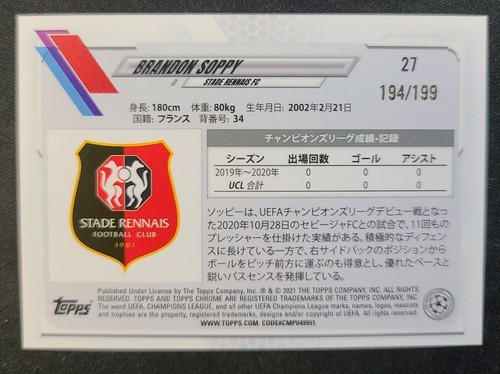 BRANDON SOPPY
27
D STADE RENNAIS FC
194/199
身長: 180cm 体重: 80kg 生年月日: 2002年2月21日
国籍: フランス 背番号: 34
チャンピオンズリーグ成績・記録
シーズン 出場回数 ゴール アシスト
2019年〜2020年 0 0 0
UCL 合計 0 0 0
STADE RENNAIS
FOOTBALL CLUB
1901
ソッピーは、UEFAチャンピオンズリーグデビュー戦となっ
た2020年10月28日のセビージャFCとの試合で、11回もの
プレッシャーを仕掛けた実績がある。積極的なディフェン
スに長けている一方で、右サイドバックのポジションから
ボールをピッチ前方に運ぶのも得意とし、優れたペースと
鋭いパスセンスを発揮している。
Topps
Published Under License by The Topps Company, Inc. ® & © 2021 THE TOPPS COMPANY, INC. ALL RIGHTS
RESERVED. TOPPS AND TOPPS CHROME ARE REGISTERED TRADEMARKS OF THE TOPPS COMPANY, INC.
The word UEFA, CHAMPIONS LEAGUE, and all other UEFA Champions League marks, names, logos, mascots
and trophies are the property, registered trademarks, designs and/or copyright of UEFA. All rights reserved.
WWW.TOPPS.COM. CODE#CMPU49951.